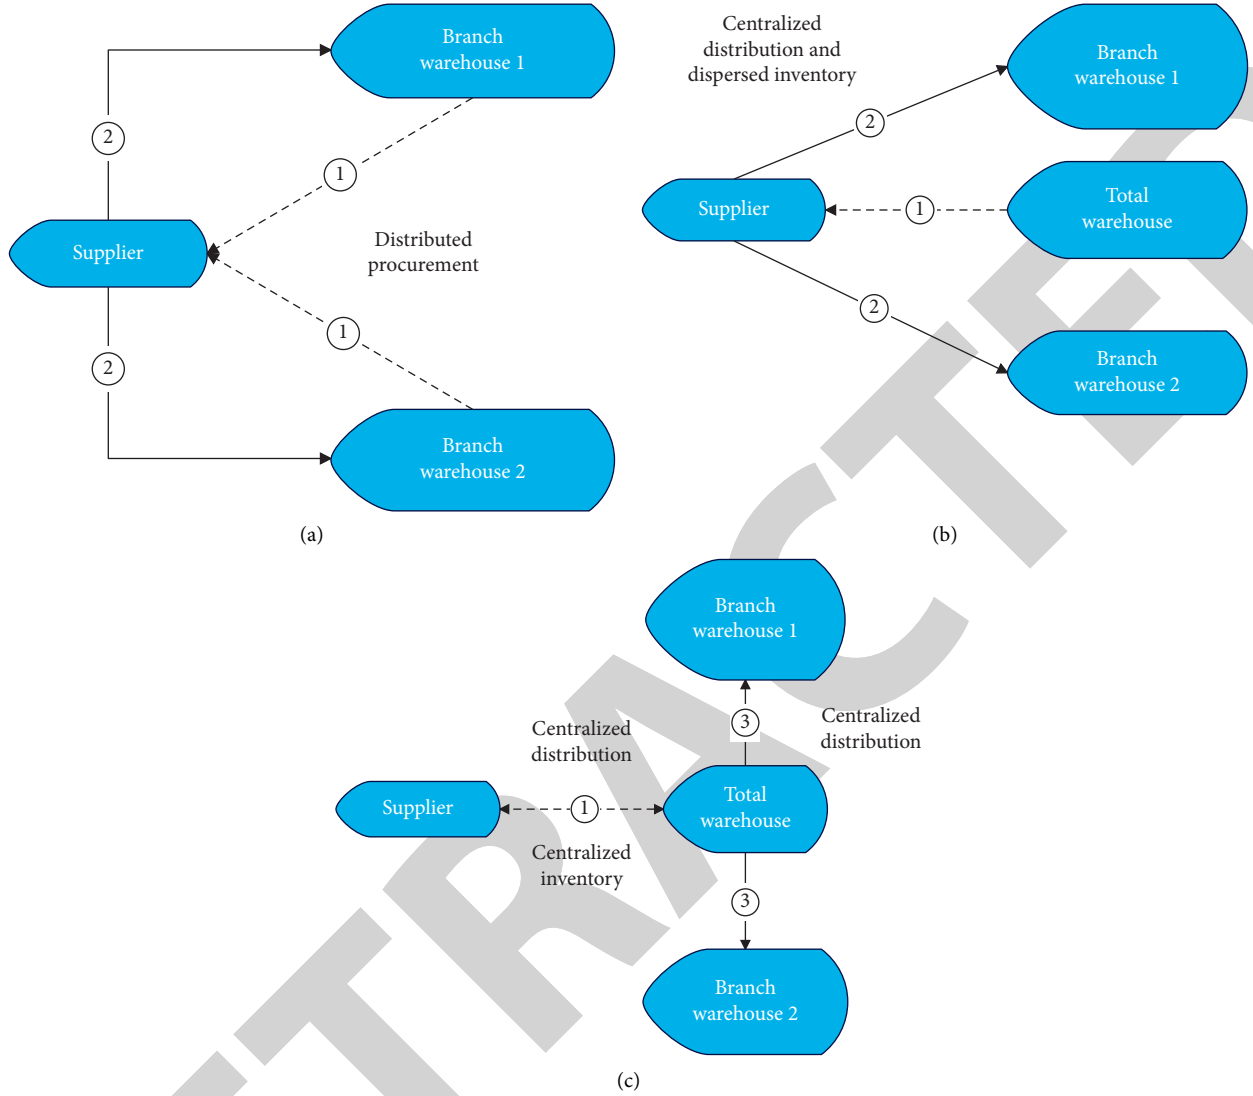 Branch
warehouse 1
2
1
Supplier
Distributed
procurement
1
2
Branch
warehouse 2
(a)
Centralized
distribution and
dispersed inventory
Branch
warehouse 1
2
Supplier
1
Total
warehouse
2
Branch
warehouse 2
(b)
Branch
warehouse 1
3
Centralized
distribution
Centralized
distribution
Supplier
1
Total
warehouse
Centralized
inventory
3
Branch
warehouse 2
(c)
TRACTE